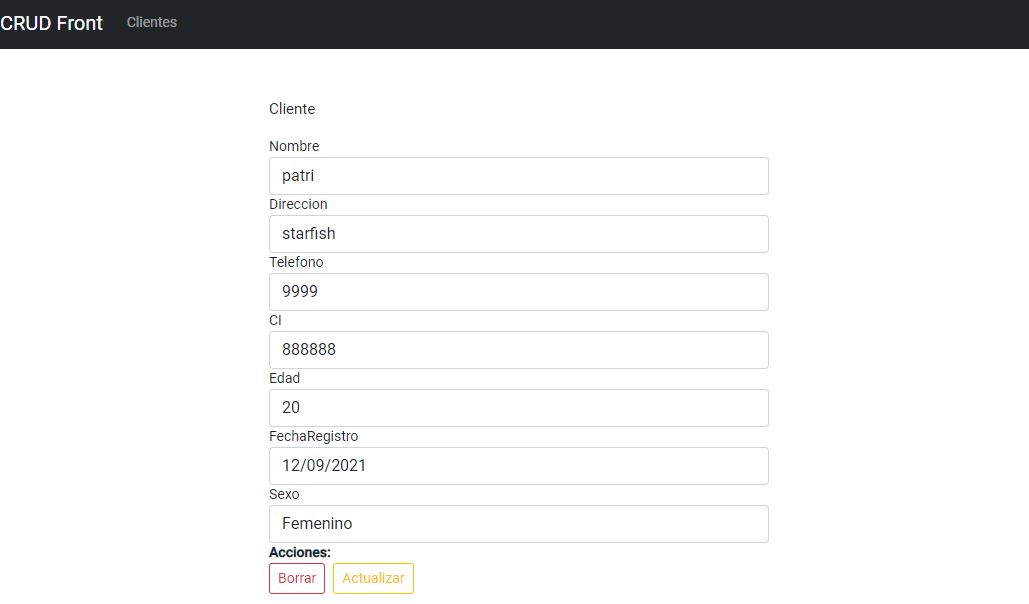 CRUD Front Clientes
Cliente
Nombre
patri
Direccion
starfish
Telefono
9999
CI
888888
Edad
20
FechaRegistro
12/09/2021
Sexo
Femenino
Acciones:
Borrar Actualizar